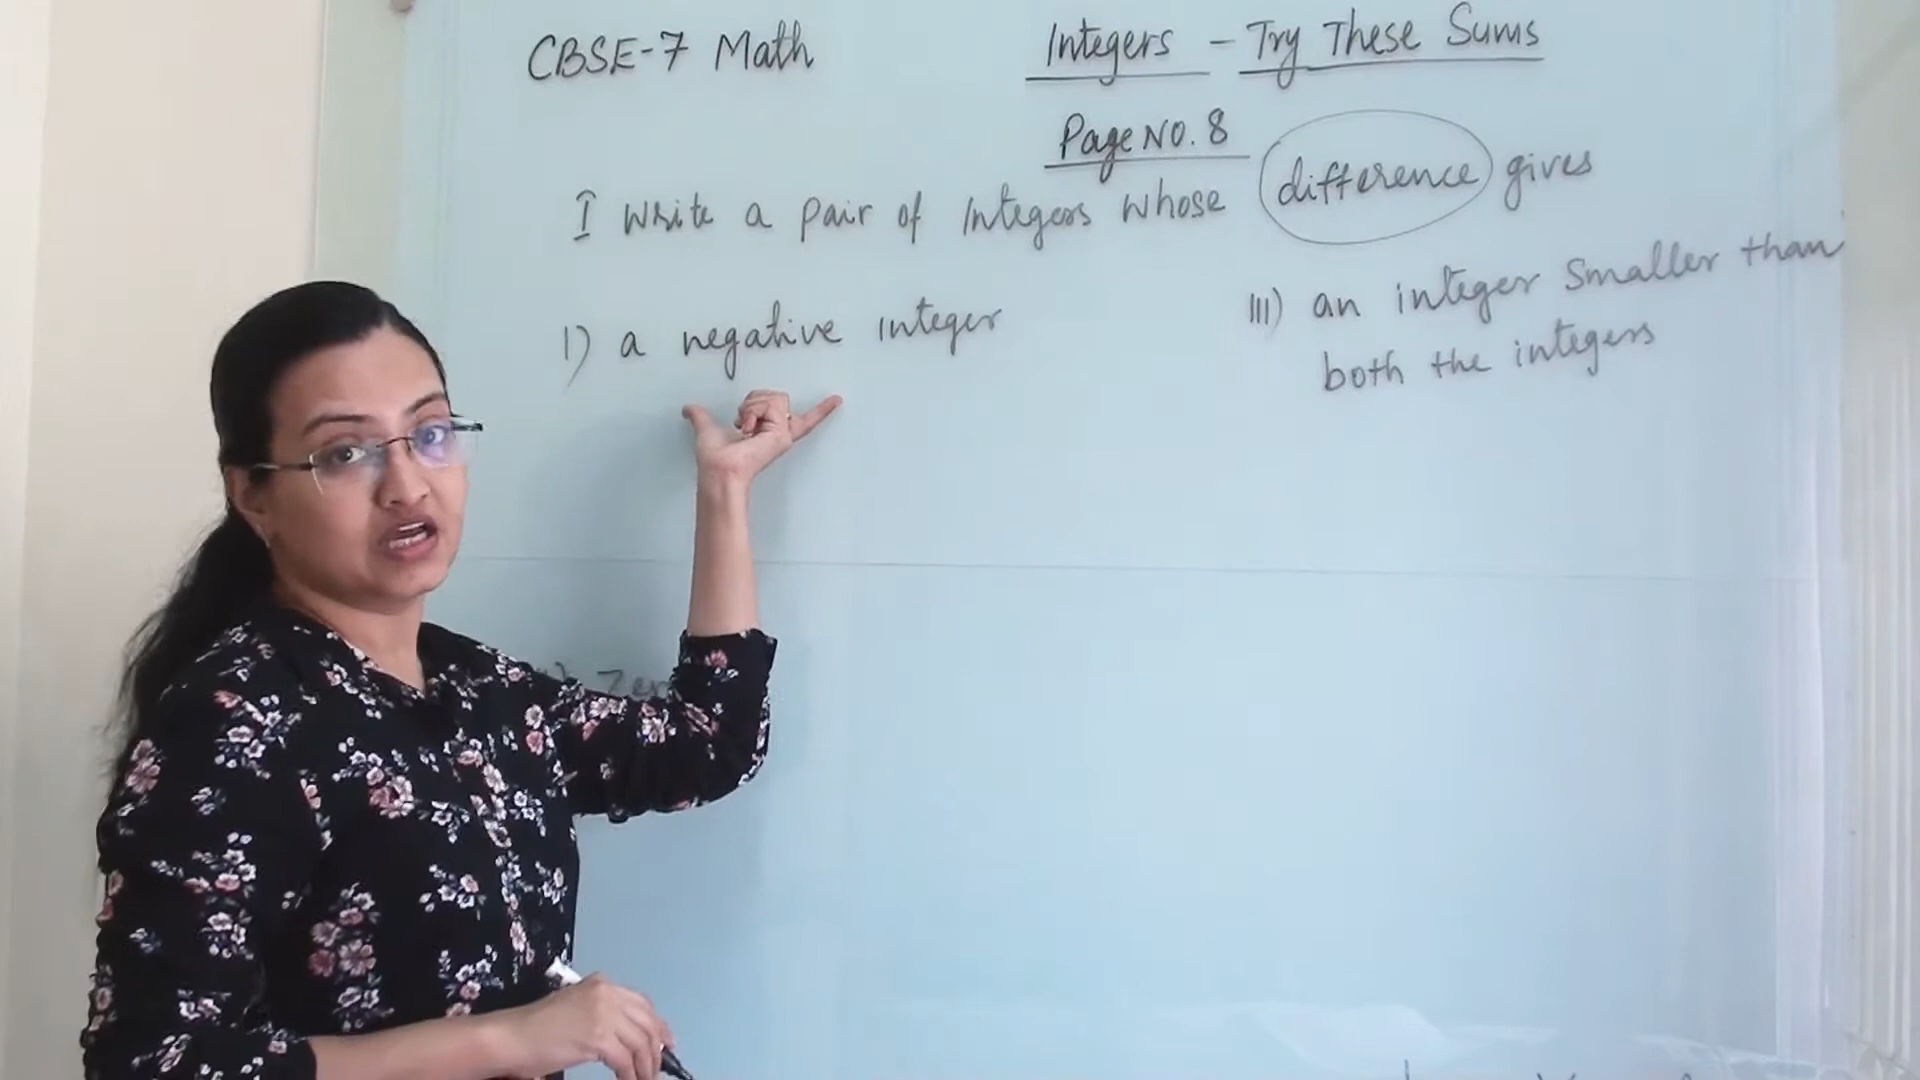 CBSE-7 Math
Integers - Try These Sums
Page NO. 8
I write a pair of integers whose difference gives
I) a negative integer
III) an integer smaller than
both the integers